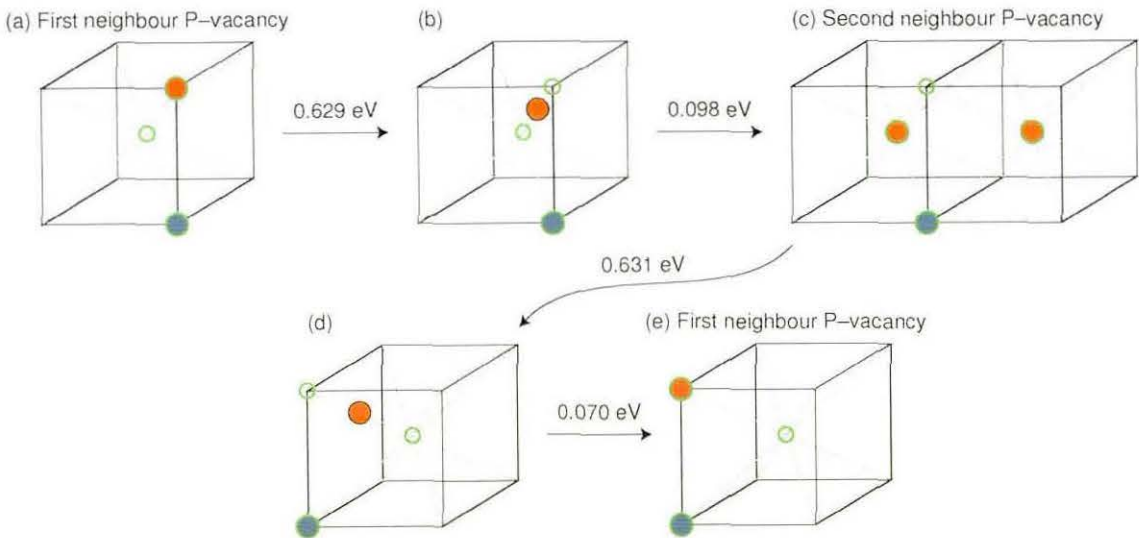 (a) First neighbour P–vacancy
(b)
(c) Second neighbour P–vacancy
0.629 eV
0.098 eV
0.631 eV
(d)
(e) First neighbour P–vacancy
0.070 eV